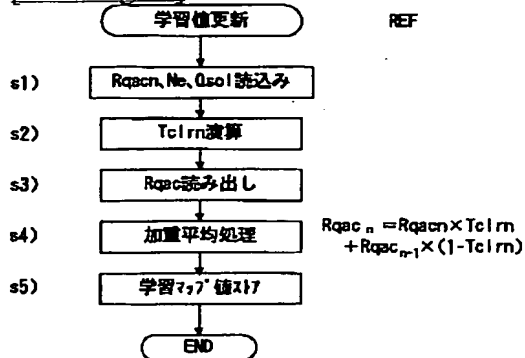 学習値更新 REF
s1) Rqacn、Ne、Qsol読込み
s2) Tclrn演算
s3) Rqac読み出し
s4) 加重平均処理 Rqac n =Rqacn×Tclrn
+Rqac n-1 ×(1-Tclrn)
s5) 学習マップ値ストア
END